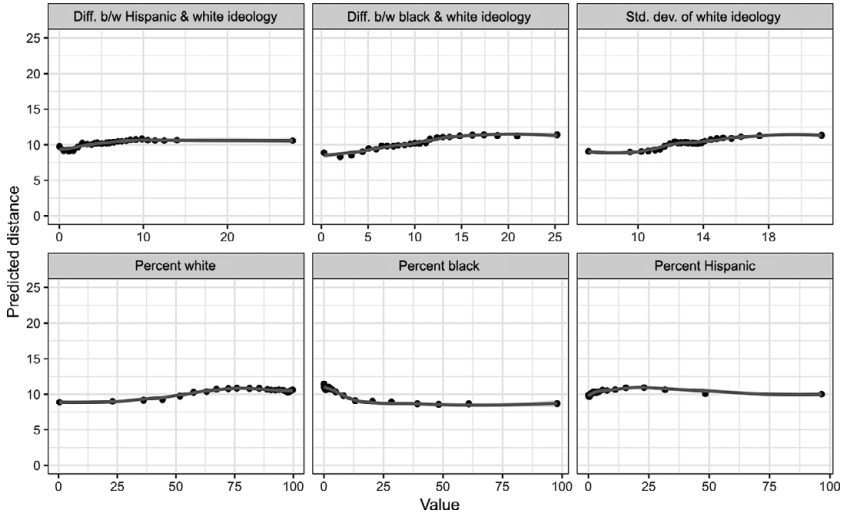 Diff. b/w Hispanic & white ideology
Diff. b/w black & white ideology
Std. dev. of white ideology
25
20
15
10
5
0
0 10 20
0 5 10 15 20 25
10 14 18
Predicted distance
Percent white
Percent black
Percent Hispanic
25
20
15
10
5
0
0 25 50 75 100
0 25 50 75 100
0 25 50 75 100
Value